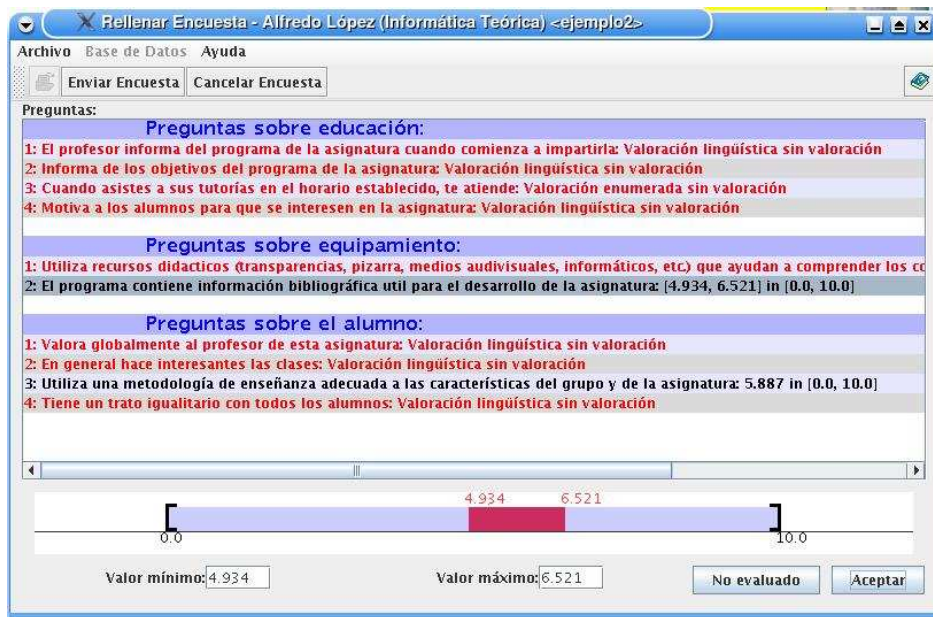 Rellenar Encuesta - Alfredo López (Informática Teórica) <ejemplo2>
Archivo Base de Datos Ayuda
Enviar Encuesta Cancelar Encuesta
Preguntas:
Preguntas sobre educación:
1: El profesor informa del programa de la asignatura cuando comienza a impartirla: Valoración lingüística sin valoración
2: Informa de los objetivos del programa de la asignatura: Valoración lingüística sin valoración
3: Cuando asistes a sus tutorías en el horario establecido, te atiende: Valoración enumerada sin valoración
4: Motiva a los alumnos para que se interesen en la asignatura: Valoración lingüística sin valoración
Preguntas sobre equipamiento:
1: Utiliza recursos didacticos (transparencias, pizarra, medios audivisuales, informáticos, etc.) que ayudan a comprender los co
2: El programa contiene información bibliográfica util para el desarrollo de la asignatura: [4.934, 6.521] in [0.0, 10.0]
Preguntas sobre el alumno:
1: Valora globalmente al profesor de esta asignatura: Valoración lingüística sin valoración
2: En general hace interesantes las clases: Valoración lingüística sin valoración
3: Utiliza una metodología de enseñanza adecuada a las características del grupo y de la asignatura: 5.887 in [0.0, 10.0]
4: Tiene un trato igualitario con todos los alumnos: Valoración lingüística sin valoración
4.934 6.521
0.0 10.0
Valor mínimo: 4.934 Valor máximo: 6.521 No evaluado Aceptar